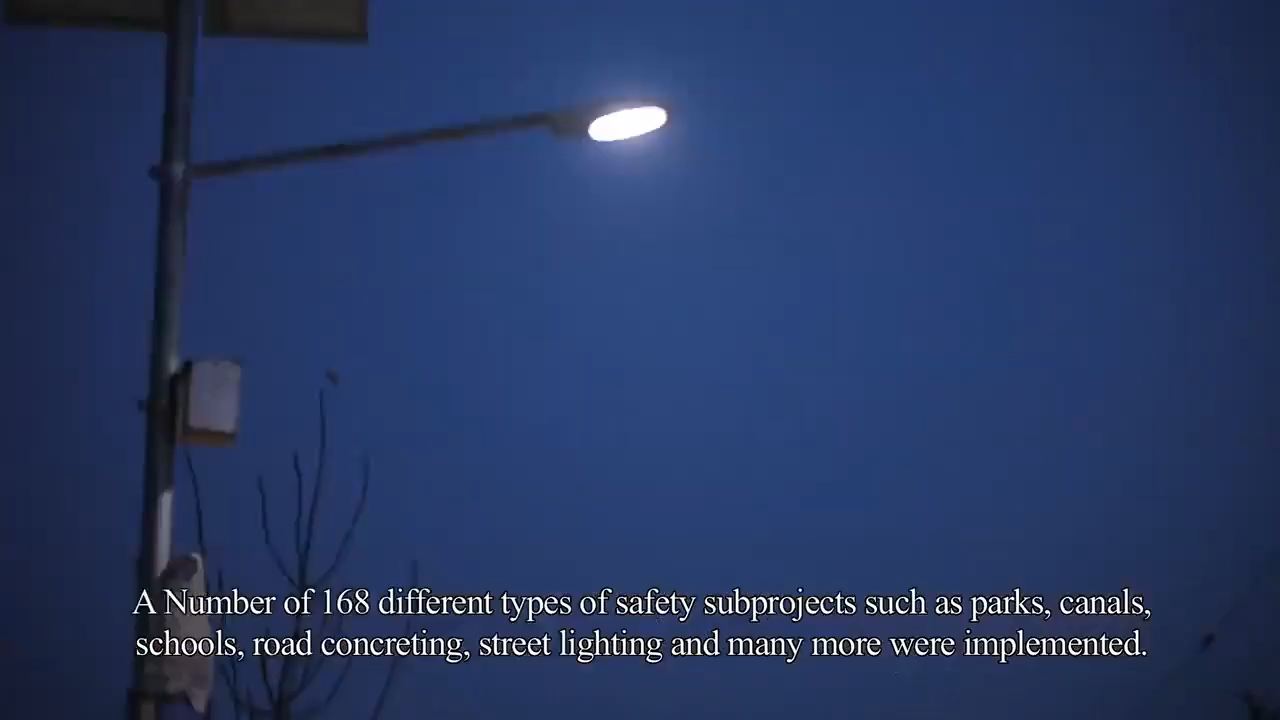 A Number of 168 different types of safety subprojects such as parks, canals,
schools, road concreting, street lighting and many more were implemented.